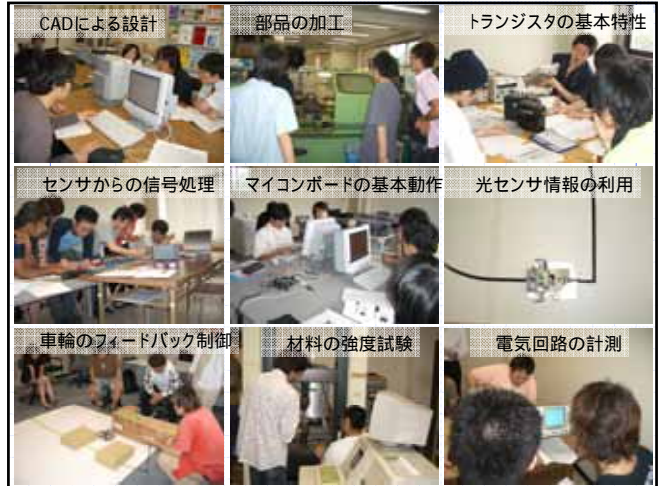 CADによる設計
部品の加工
トランジスタの基本特性
センサからの信号処理
マイコンボードの基本動作
光センサ情報の利用
車輪のフィードバック制御
材料の強度試験
電気回路の計測